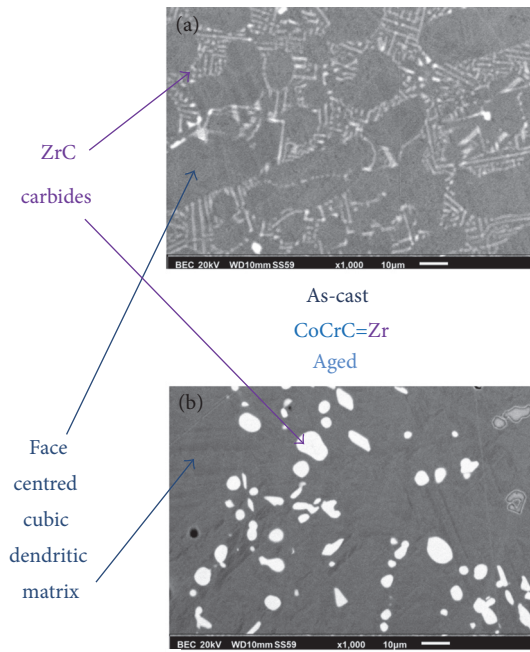 (a)
ZrC
carbides
BEC 20kV WD10mm SS59 x1,000 10μm
As-cast
CoCrC=Zr
Aged
(b)
Face
centred
cubic
dendritic
matrix
BEC 20kV WD10mm SS59 x1,000 10μm